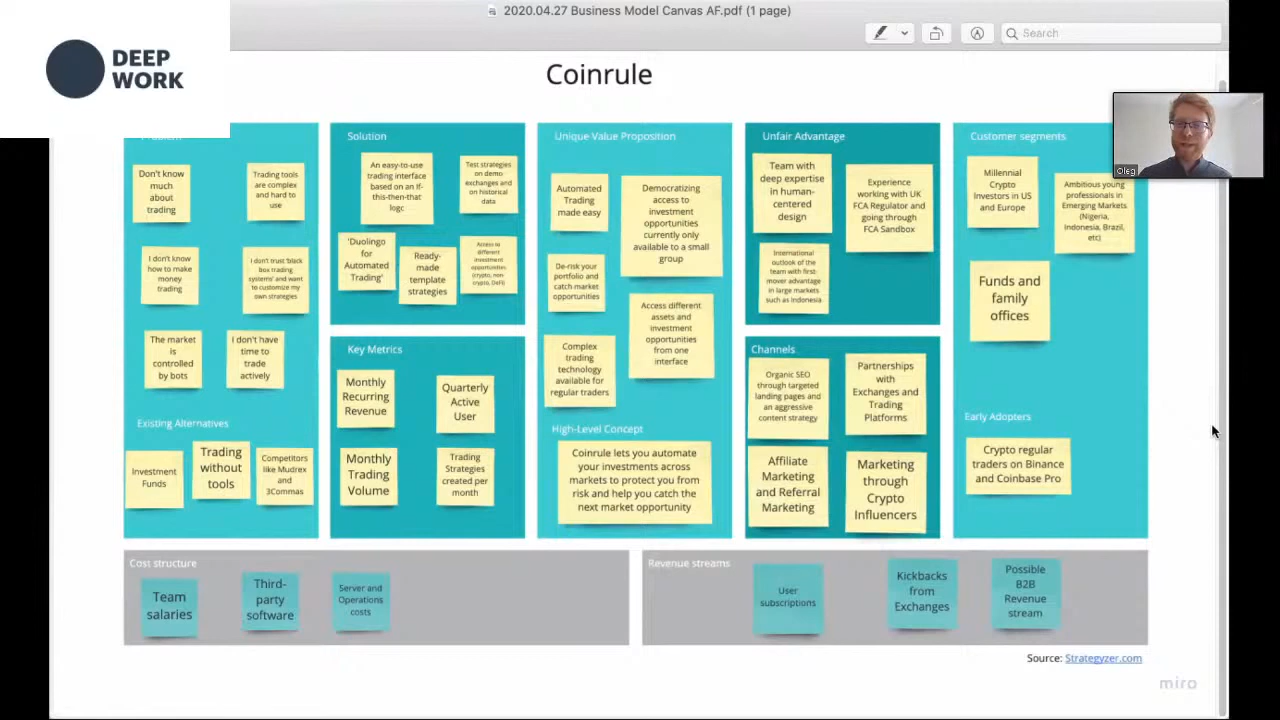 2020.04.27 Business Model Canvas AF.pdf (1 page)
Search
DEEP
WORK
Coinrule
Oleg
Don't know
much
about
trading
Trading tools
are complex
and hard to
use
I don't know
how to make
money
trading
I don't trust 'black
box trading
systems' and want
to customize my
own strategies
The market
is
controlled
by bots
I don't have
time to
trade
actively
Existing Alternatives
Investment
Funds
Trading
without
tools
Competitors
like Mudrex
and
3Commas
Solution
An easy-to-use
trading interface
based on an If-
this-then-that
logc
Test strategies
on demo
exchanges and
on historical
data
'Duolingo
for
Automated
Trading'
Ready-
made
template
strategies
Access to
different
investment
opportunities
(crypto, non
crypto, DeFi)
Key Metrics
Monthly
Recurring
Revenue
Quarterly
Active
User
Monthly
Trading
Volume
Trading
Strategies
created per
month
Unique Value Proposition
Automated
Trading
made easy
Democratizing
access to
investment
opportunities
currently only
available to a small
group
De-risk your
portfolio and
catch market
opportunities
Access different
assets and
investment
opportunities
from one
interface
Complex
trading
technology
available for
regular traders
High-Level Concept
Coinrule lets you automate
your investments across
markets to protect you from
risk and help you catch the
next market opportunity
Unfair Advantage
Team with
deep expertise
in human-
centered
design
Experience
working with UK
FCA Regulator and
going through
FCA Sandbox
International
outlook of the
team with first-
mover advantage
in large markets
such as Indonesia
Channels
Organic SEO
through targeted
landing pages and
an aggressive
content strategy
Partnerships
with
Exchanges and
Trading
Platforms
Affiliate
Marketing
and Referral
Marketing
Marketing
through
Crypto
Influencers
Customer segments
Millennial
Crypto
Investors in US
and Europe
Ambitious young
professionals in
Emerging Markets
(Nigeria,
Indonesia, Brazil,
etc)
Funds and
family
offices
Early Adopters
Crypto regular
traders on Binance
and Coinbase Pro
Cost structure
Team
salaries
Third-
party
software
Server and
Operations
costs
Revenue streams
User
subscriptions
Kickbacks
from
Exchanges
Possible
B2B
Revenue
stream
Source: Strategyzer.com
miro